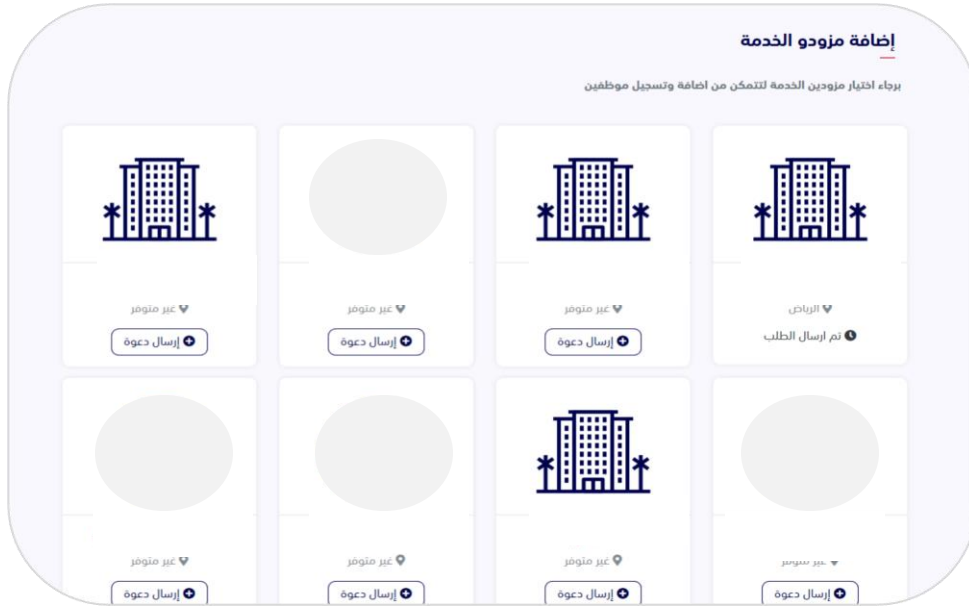 إضافة مزودو الخدمة
برجاء اختيار مزودين الخدمة لتتمكن من اضافة وتسجيل موظفين
الرياض
تم ارسال الطلب
غير متوفر
إرسال دعوة
غير متوفر
إرسال دعوة
غير متوفر
إرسال دعوة
غير متوفر
إرسال دعوة
غير متوفر
إرسال دعوة
غير متوفر
إرسال دعوة
غير متوفر
إرسال دعوة